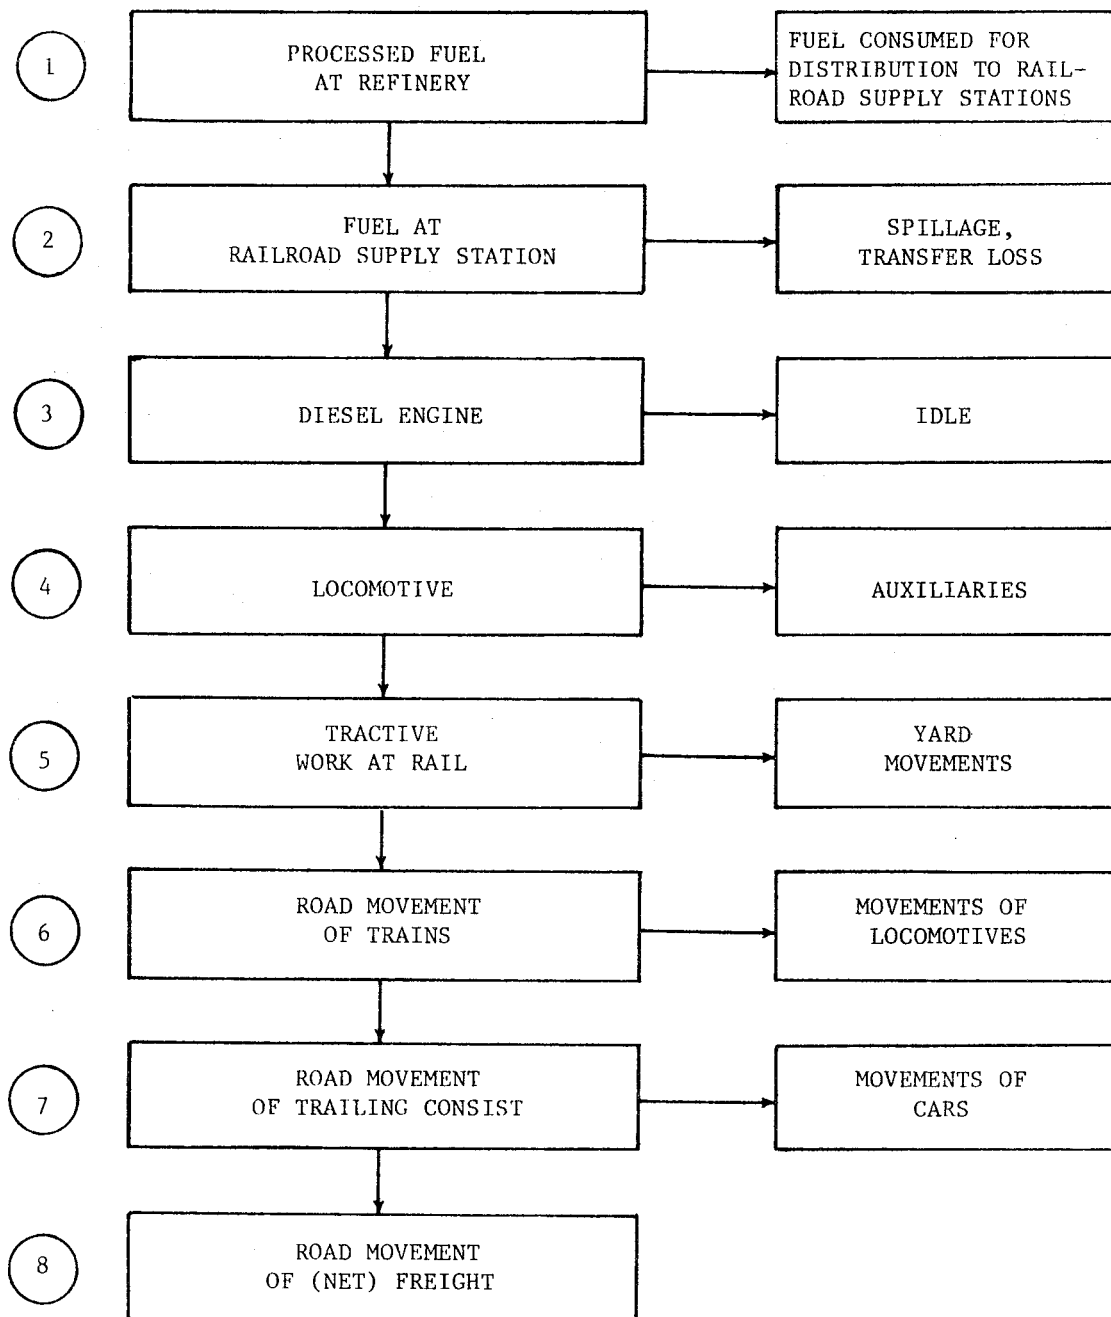 1
PROCESSED FUEL
AT REFINERY
FUEL CONSUMED FOR
DISTRIBUTION TO RAIL-
ROAD SUPPLY STATIONS
2
FUEL AT
RAILROAD SUPPLY STATION
SPILLAGE,
TRANSFER LOSS
3
DIESEL ENGINE
IDLE
4
LOCOMOTIVE
AUXILIARIES
5
TRACTIVE
WORK AT RAIL
YARD
MOVEMENTS
6
ROAD MOVEMENT
OF TRAINS
MOVEMENTS OF
LOCOMOTIVES
7
ROAD MOVEMENT
OF TRAILING CONSIST
MOVEMENTS OF
CARS
8
ROAD MOVEMENT
OF (NET) FREIGHT